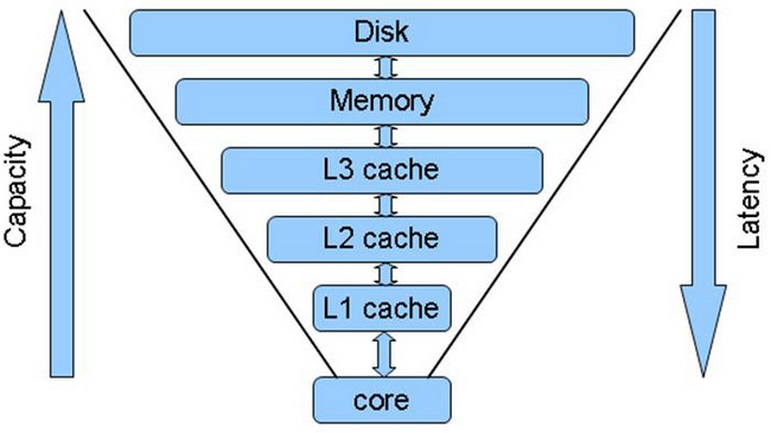 Disk
Memory
L3 cache
L2 cache
L1 cache
core
Capacity
Latency